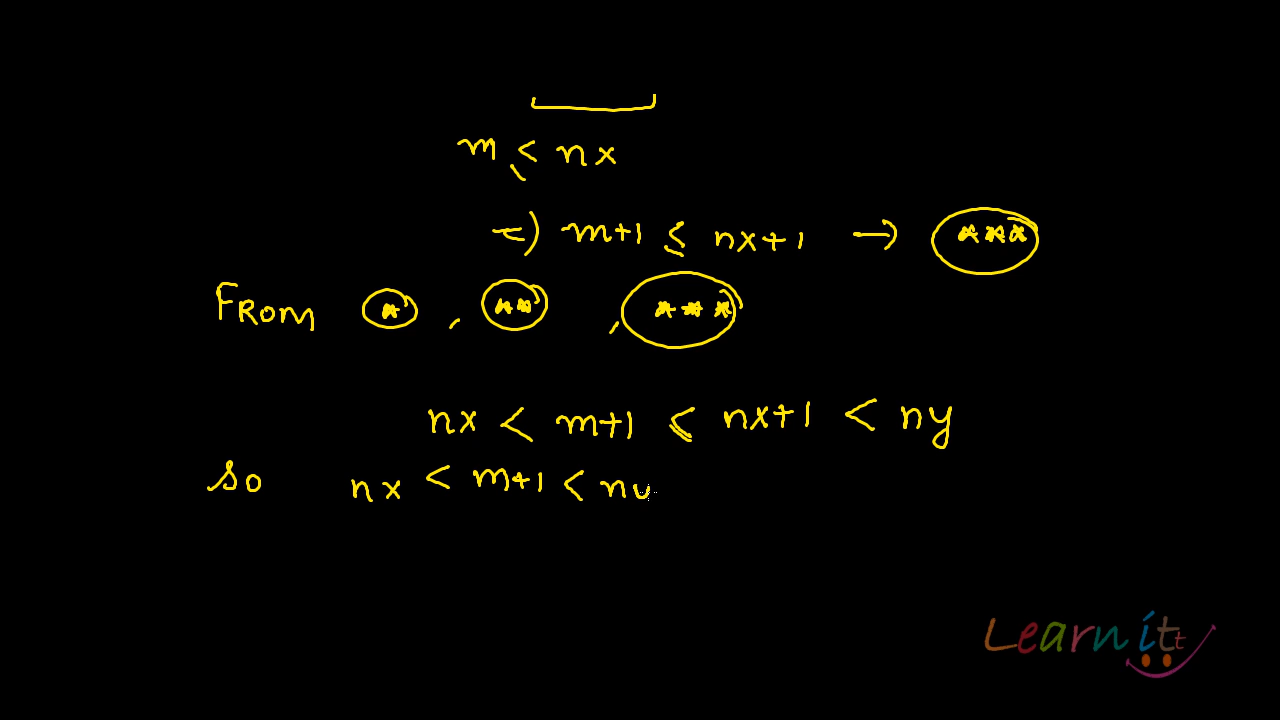 m ≤ nx
⇒ m+1 ≤ nx+1 → ***
FROM * , ** , ***
nx < m+1 ≤ nx+1 < ny
So nx < m+1 < ny
Learnitt